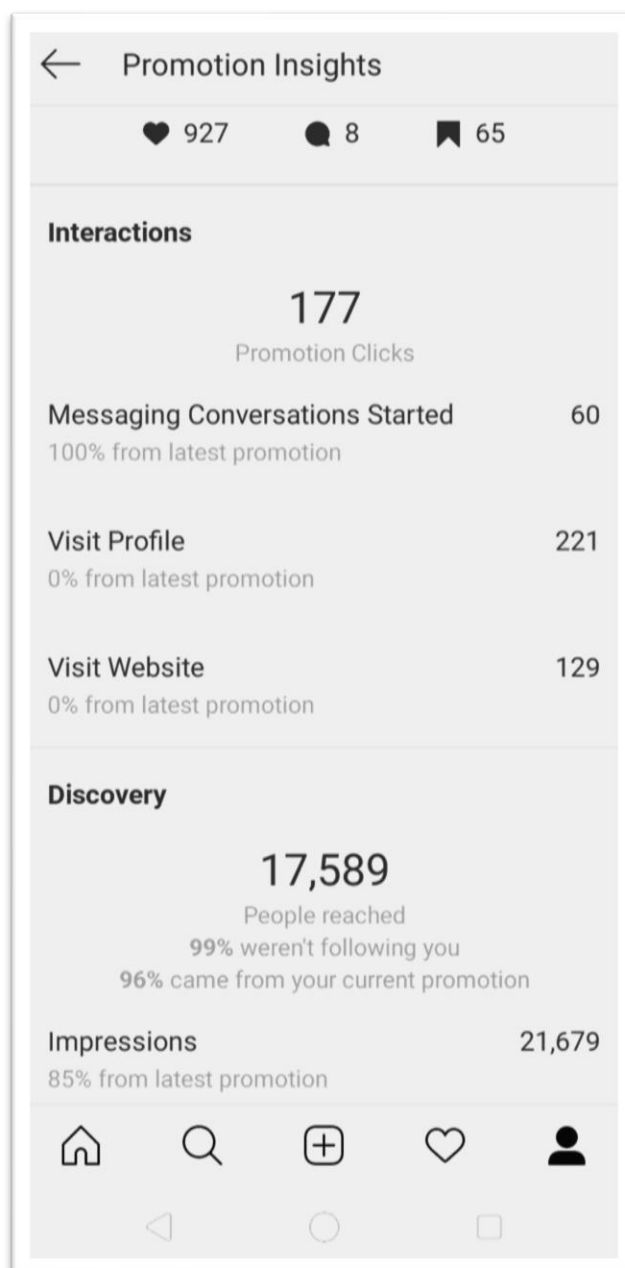 Promotion Insights
927 8 65
Interactions
177
Promotion Clicks
Messaging Conversations Started 60
100% from latest promotion
Visit Profile 221
0% from latest promotion
Visit Website 129
0% from latest promotion
Discovery
17,589
People reached
99% weren't following you
96% came from your current promotion
Impressions 21,679
85% from latest promotion